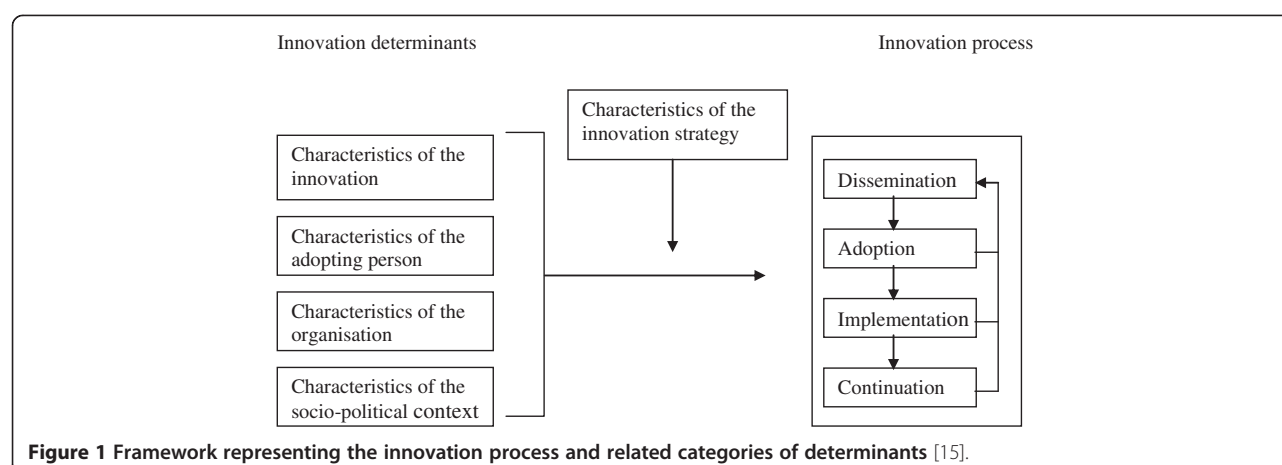 Innovation determinants
Innovation process
Characteristics of the
innovation strategy
Characteristics of the
innovation
Characteristics of the
adopting person
Characteristics of the
organisation
Characteristics of the
socio-political context
Dissemination
Adoption
Implementation
Continuation
Figure 1 Framework representing the innovation process and related categories of determinants [15].